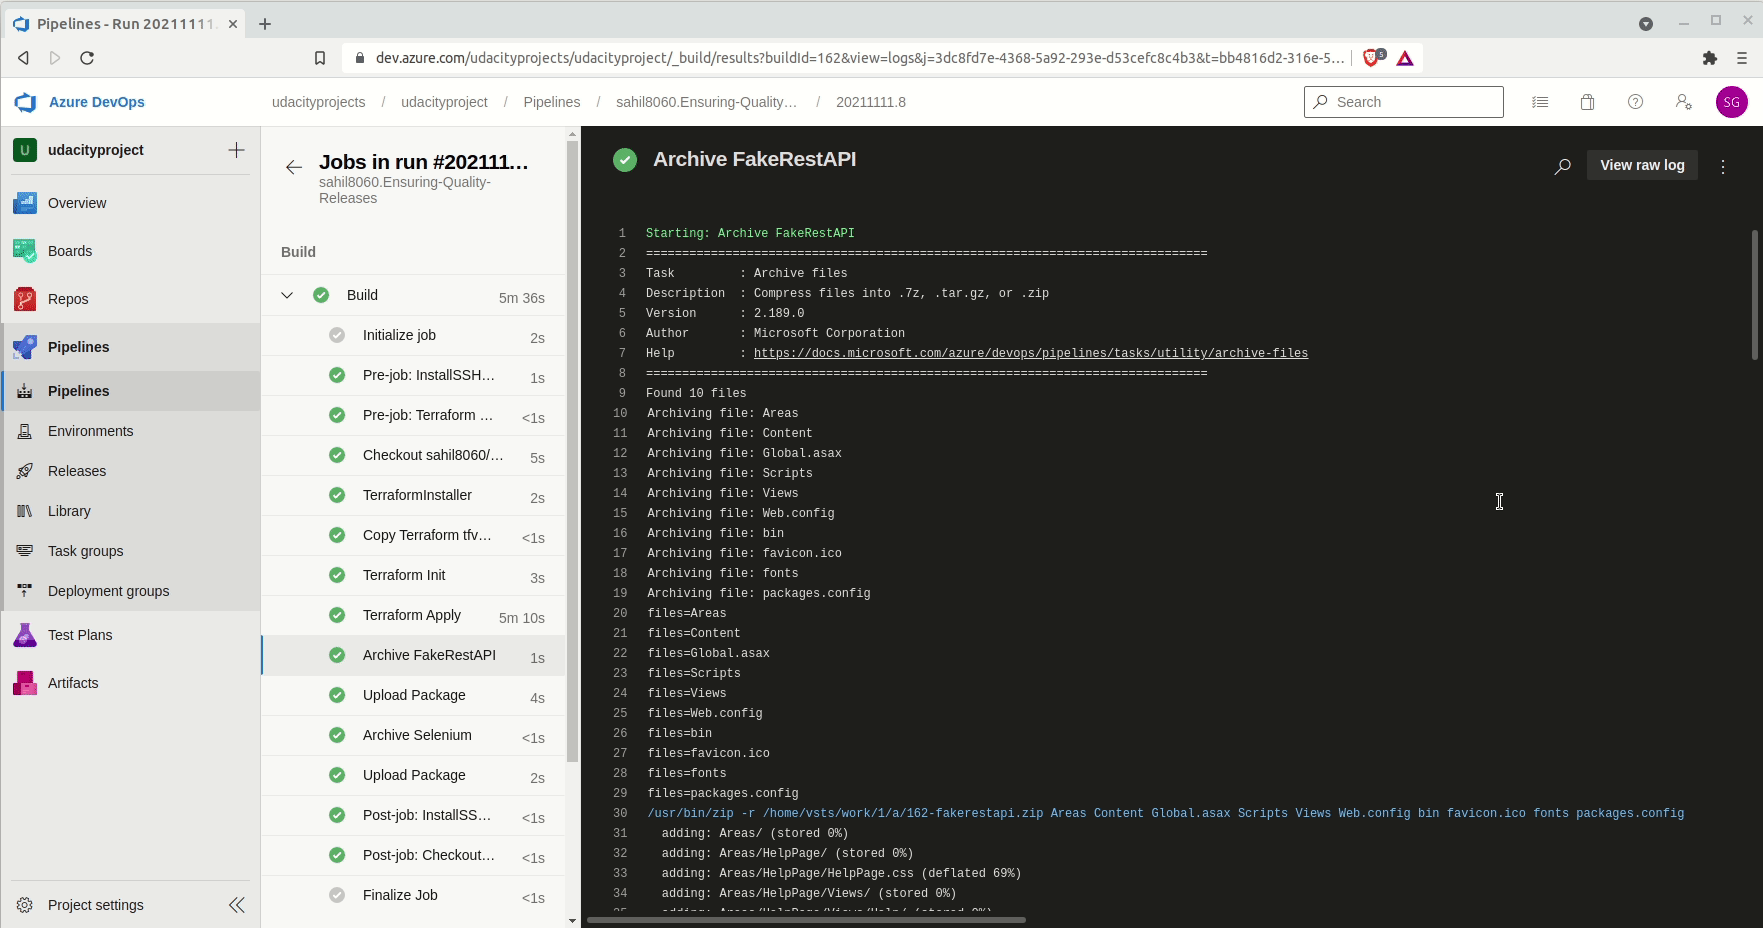 Pipelines - Run 20211111.
dev.azure.com/udacityprojects/udacityproject/_build/results?buildId=162&view=logs&j=3dc8fd7e-4368-5a92-293e-d53cefc8c4b3&t=bb4816d2-316e-5...
5
Azure DevOps
udacityprojects / udacityproject / Pipelines / sahil8060.Ensuring-Quality... / 20211111.8
Search
SG
U udacityproject
Overview
Boards
Repos
Pipelines
Pipelines
Environments
Releases
Library
Task groups
Deployment groups
Test Plans
Artifacts
Project settings
Jobs in run #202111...
sahil8060.Ensuring-Quality-
Releases
Build
Build 5m 36s
Initialize job 2s
Pre-job: InstallSSH... 1s
Pre-job: Terraform ... <1s
Checkout sahil8060/... 5s
TerraformInstaller 2s
Copy Terraform tfv... <1s
Terraform Init 3s
Terraform Apply 5m 10s
Archive FakeRestAPI 1s
Upload Package 4s
Archive Selenium <1s
Upload Package 2s
Post-job: InstallSS... <1s
Post-job: Checkout... <1s
Finalize Job <1s
Archive FakeRestAPI
View raw log
1 Starting: Archive FakeRestAPI
2 ==============================================================================
3 Task         : Archive files
4 Description  : Compress files into .7z, .tar.gz, or .zip
5 Version      : 2.189.0
6 Author       : Microsoft Corporation
7 Help         : https://docs.microsoft.com/azure/devops/pipelines/tasks/utility/archive-files
8 ==============================================================================
9 Found 10 files
10 Archiving file: Areas
11 Archiving file: Content
12 Archiving file: Global.asax
13 Archiving file: Scripts
14 Archiving file: Views
15 Archiving file: Web.config
16 Archiving file: bin
17 Archiving file: favicon.ico
18 Archiving file: fonts
19 Archiving file: packages.config
20 files=Areas
21 files=Content
22 files=Global.asax
23 files=Scripts
24 files=Views
25 files=Web.config
26 files=bin
27 files=favicon.ico
28 files=fonts
29 files=packages.config
30 /usr/bin/zip -r /home/vsts/work/1/a/162-fakerestapi.zip Areas Content Global.asax Scripts Views Web.config bin favicon.ico fonts packages.config
31 adding: Areas/ (stored 0%)
32 adding: Areas/HelpPage/ (stored 0%)
33 adding: Areas/HelpPage/HelpPage.css (deflated 69%)
34 adding: Areas/HelpPage/Views/ (stored 0%)
35 adding: Areas/HelpPage/Views/Help/ (stored 0%)